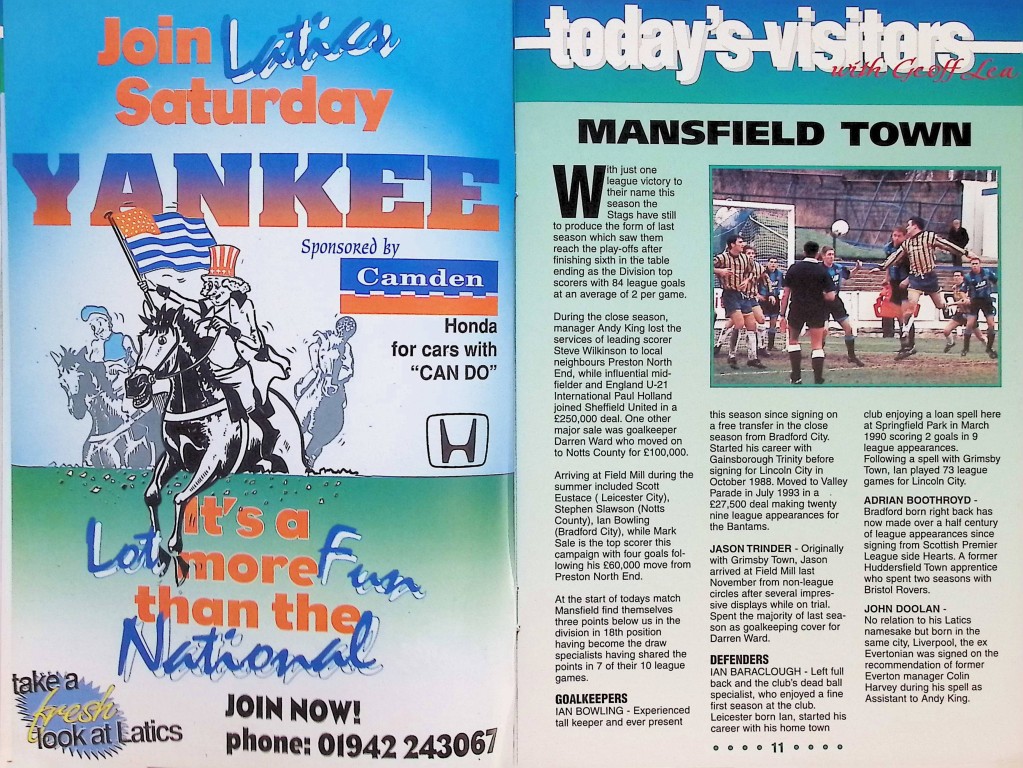 Join Latics
Saturday
YANKEE
Sponsored by
Camden
Honda
for cars with
“CAN DO”
It's a
Lot more Fun
than the
National
take a
fresh
look at Latics
JOIN NOW!
phone: 01942 243067
today's visitors
with Geoff Lea
MANSFIELD TOWN
With just one
league victory to
their name this
season the
Stags have still
to produce the form of last
season which saw them
reach the play-offs after
finishing sixth in the table
ending as the Division top
scorers with 84 league goals
at an average of 2 per game.
During the close season,
manager Andy King lost the
services of leading scorer
Steve Wilkinson to local
neighbours Preston North
End, while influential mid-
fielder and England U-21
International Paul Holland
joined Sheffield United in a
£250,000 deal. One other
major sale was goalkeeper
Darren Ward who moved on
to Notts County for £100,000.
Arriving at Field Mill during the
summer included Scott
Eustace ( Leicester City),
Stephen Slawson (Notts
County), Ian Bowling
(Bradford City), while Mark
Sale is the top scorer this
campaign with four goals fol-
lowing his £60,000 move from
Preston North End.
At the start of todays match
Mansfield find themselves
three points below us in the
division in 18th position
having become the draw
specialists having shared the
points in 7 of their 10 league
games.
GOALKEEPERS
IAN BOWLING - Experienced
tall keeper and ever present
this season since signing on
a free transfer in the close
season from Bradford City.
Started his career with
Gainsborough Trinity before
signing for Lincoln City in
October 1988. Moved to Valley
Parade in July 1993 in a
£27,500 deal making twenty
nine league appearances for
the Bantams.
JASON TRINDER - Originally
with Grimsby Town, Jason
arrived at Field Mill last
November from non-league
circles after several impres-
sive displays while on trial.
Spent the majority of last sea-
son as goalkeeping cover for
Darren Ward.
DEFENDERS
IAN BARACLOUGH - Left full
back and the club's dead ball
specialist, who enjoyed a fine
first season at the club.
Leicester born Ian, started his
career with his home town
club enjoying a loan spell here
at Springfield Park in March
1990 scoring 2 goals in 9
league appearances.
Following a spell with Grimsby
Town, Ian played 73 league
games for Lincoln City.
ADRIAN BOOTHROYD -
Bradford born right back has
now made over a half century
of league appearances since
signing from Scottish Premier
League side Hearts. A former
Huddersfield Town apprentice
who spent two seasons with
Bristol Rovers.
JOHN DOOLAN -
No relation to his Latics
namesake but born in the
same city, Liverpool, the ex
Evertonian was signed on the
recommendation of former
Everton manager Colin
Harvey during his spell as
Assistant to Andy King.
11